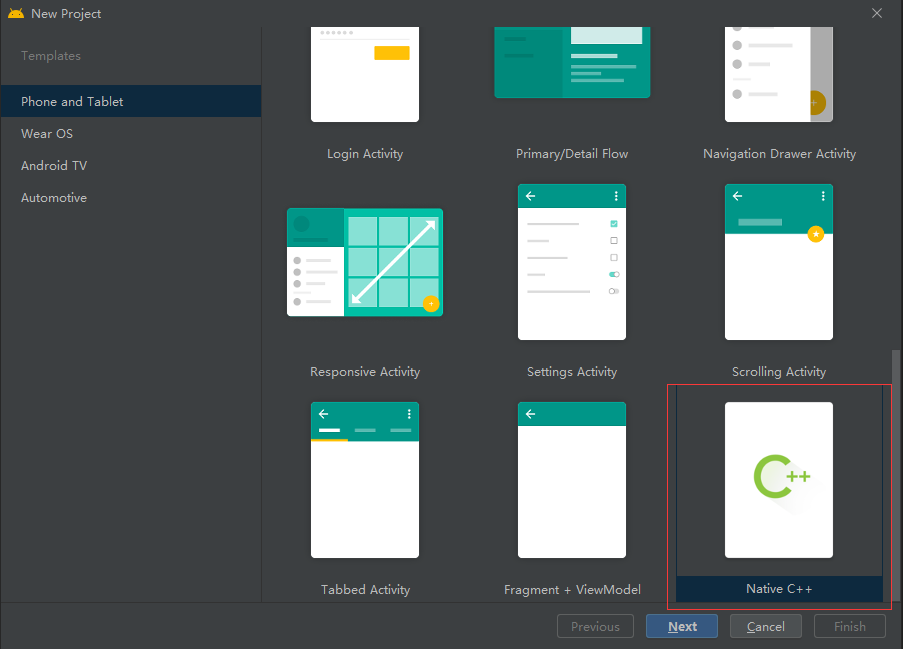 New Project
Templates
Phone and Tablet
Wear OS
Android TV
Automotive
Login Activity
Primary/Detail Flow
Navigation Drawer Activity
Responsive Activity
Settings Activity
Scrolling Activity
C++
Tabbed Activity
Fragment + ViewModel
Native C++
Previous
Next
Cancel
Finish